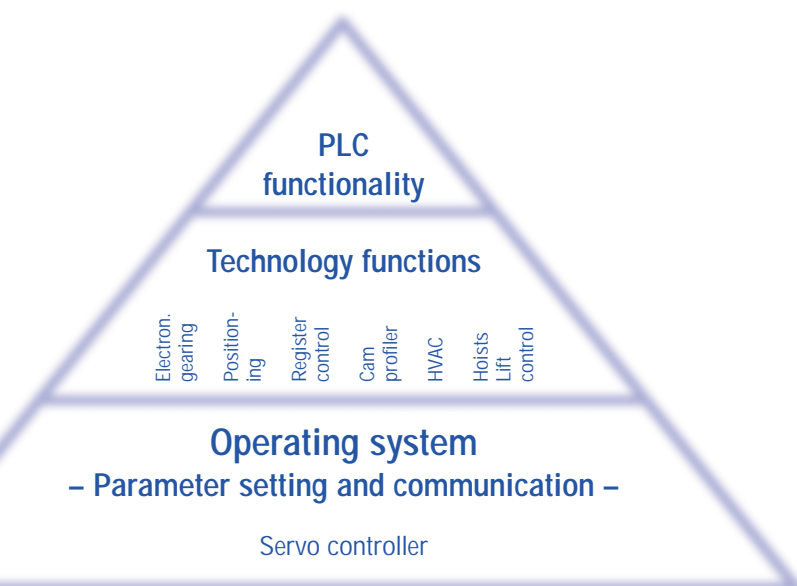 PLC
functionality
Technology functions
Electron.
gearing
Position-
ing
Register
control
Cam
profiler
HVAC
Hoists
Lift
control
Operating system
– Parameter setting and communication –
Servo controller